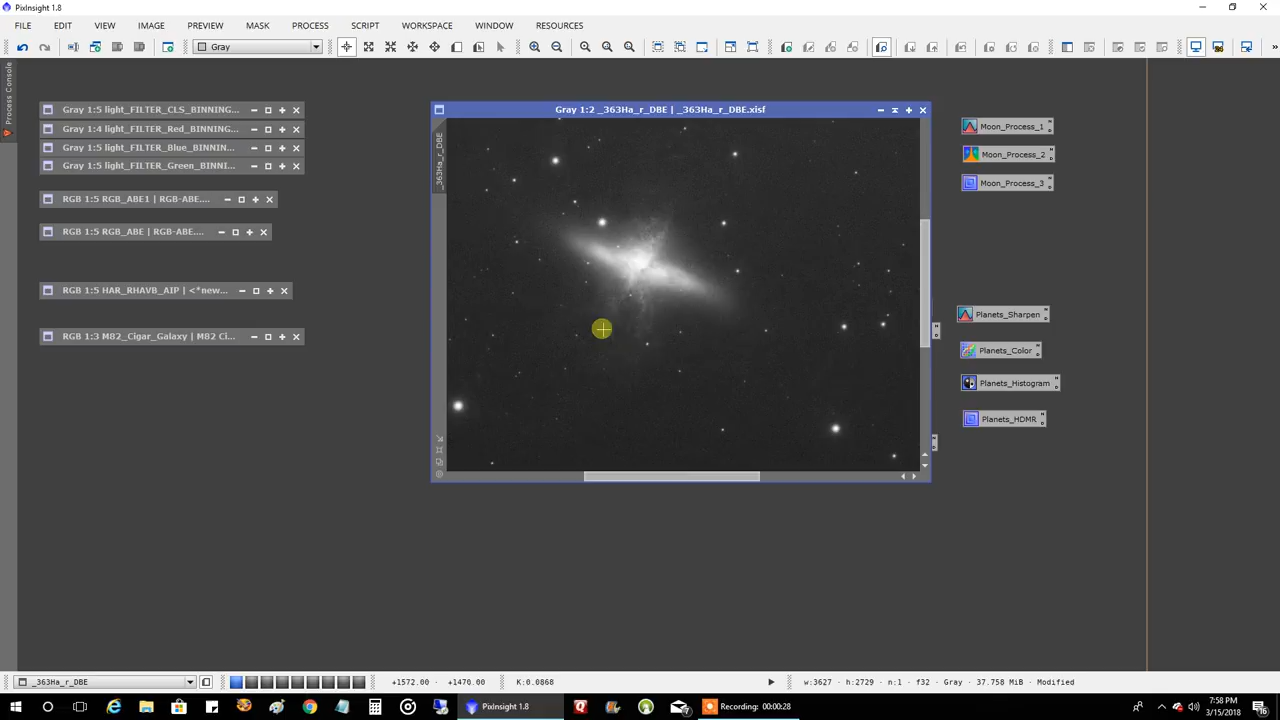 PixInsight 1.8
FILE EDIT VIEW IMAGE PREVIEW MASK PROCESS SCRIPT WORKSPACE WINDOW RESOURCES
Gray
Process Console
Gray 1:5 light_FILTER_CLS_BINNING...
Gray 1:4 light_FILTER_Red_BINNING...
Gray 1:5 light_FILTER_Blue_BINNIN...
Gray 1:5 light_FILTER_Green_BINNI...
RGB 1:5 RGB_ABE1 | RGB-ABE....
RGB 1:5 RGB_ABE | RGB-ABE....
RGB 1:5 HAR_RHAVB_AIP | <*new...
RGB 1:3 M82_Cigar_Galaxy | M82 Ci...
Gray 1:2 _363Ha_r_DBE | _363Ha_r_DBE.xisf
_363Ha_r_DBE
Moon_Process_1
Moon_Process_2
Moon_Process_3
Planets_Sharpen
Planets_Color
Planets_Histogram
Planets_HDMR
_363Ha_r_DBE
+1572.00 · +1470.00 · K:0.0868
w:3627 · h:2729 · n:1 · f32 · Gray · 37.758 MiB · Modified
PixInsight 1.8
Recording: 00:00:28
7:58 PM
3/15/2018